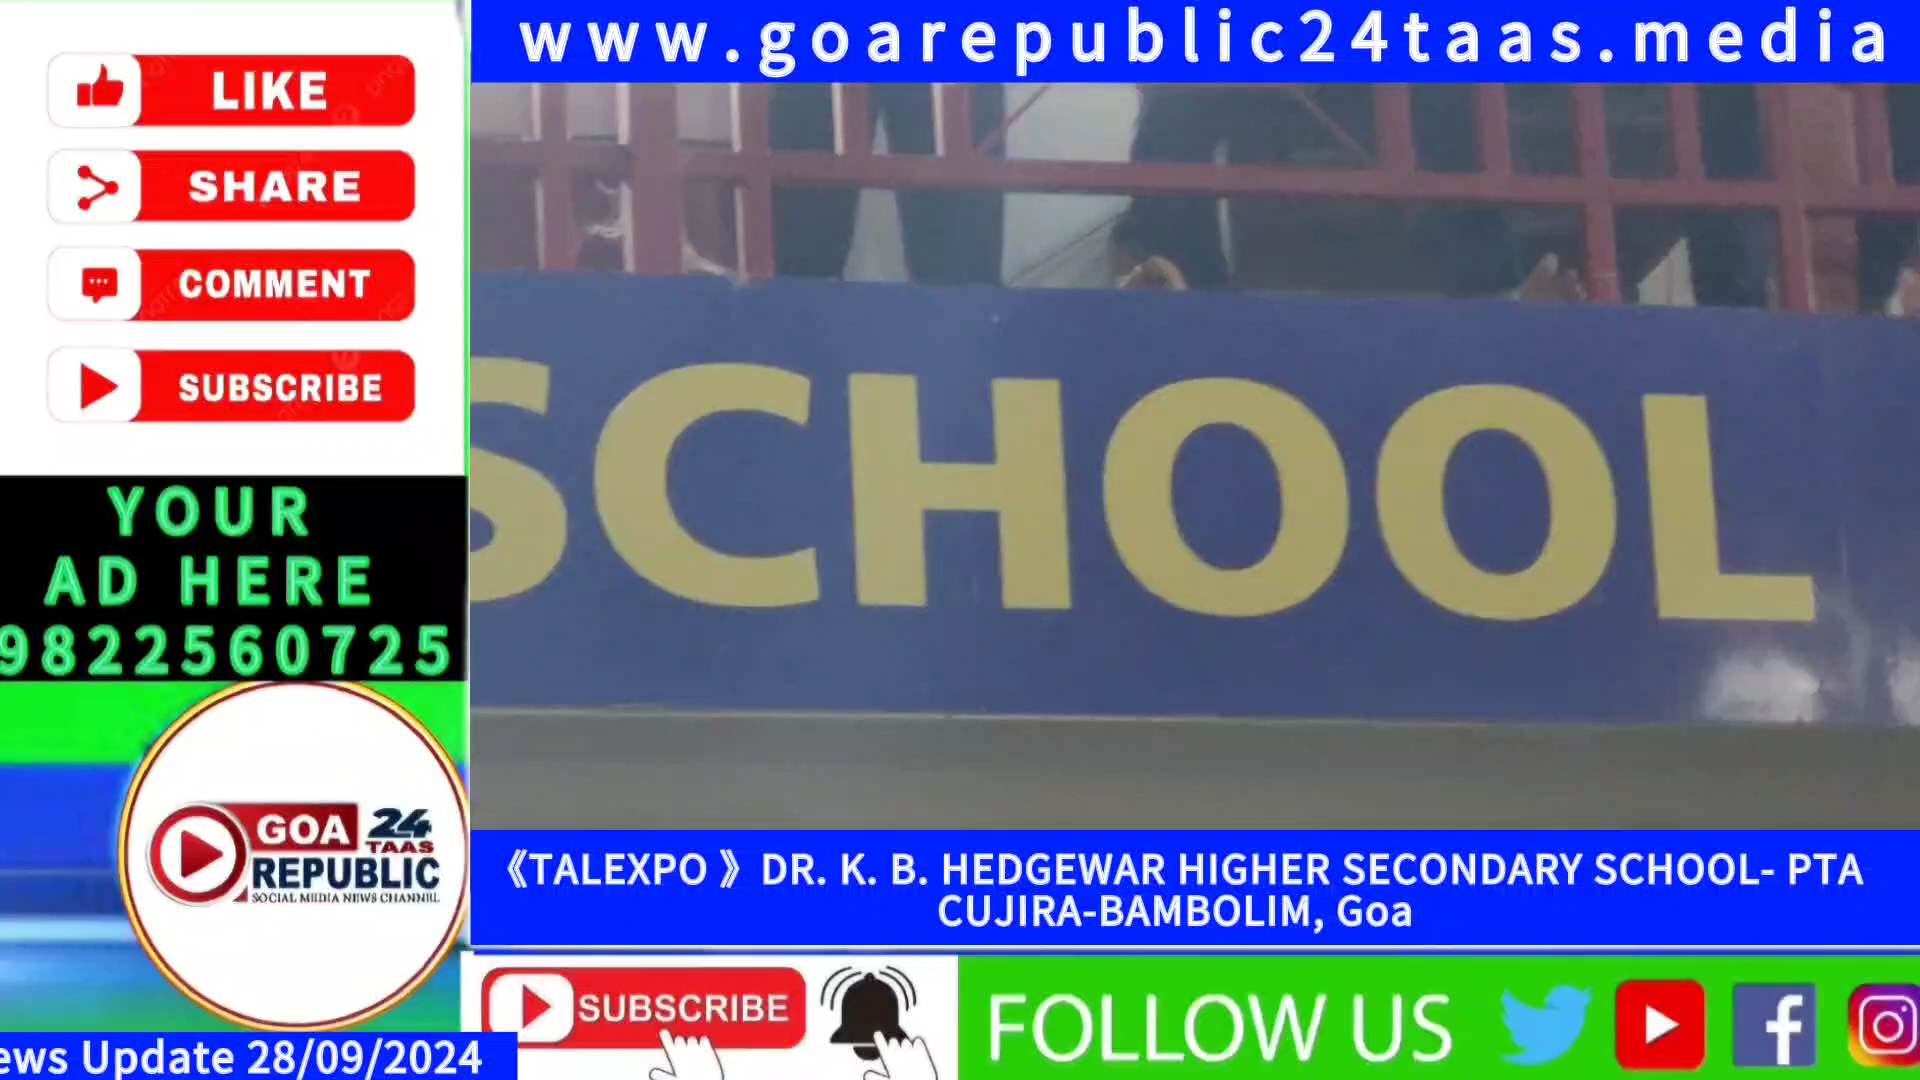 www.goarepublic24taas.media
LIKE
SHARE
COMMENT
SUBSCRIBE
YOUR
AD HERE
9822560725
SCHOOL
GOA 24
TAAS
REPUBLIC
SOCIAL MEDIA NEWS CHANNEL
《TALEXPO 》DR. K. B. HEDGEWAR HIGHER SECONDARY SCHOOL- PTA
CUJIRA-BAMBOLIM, Goa
SUBSCRIBE
FOLLOW US
ews Update 28/09/2024